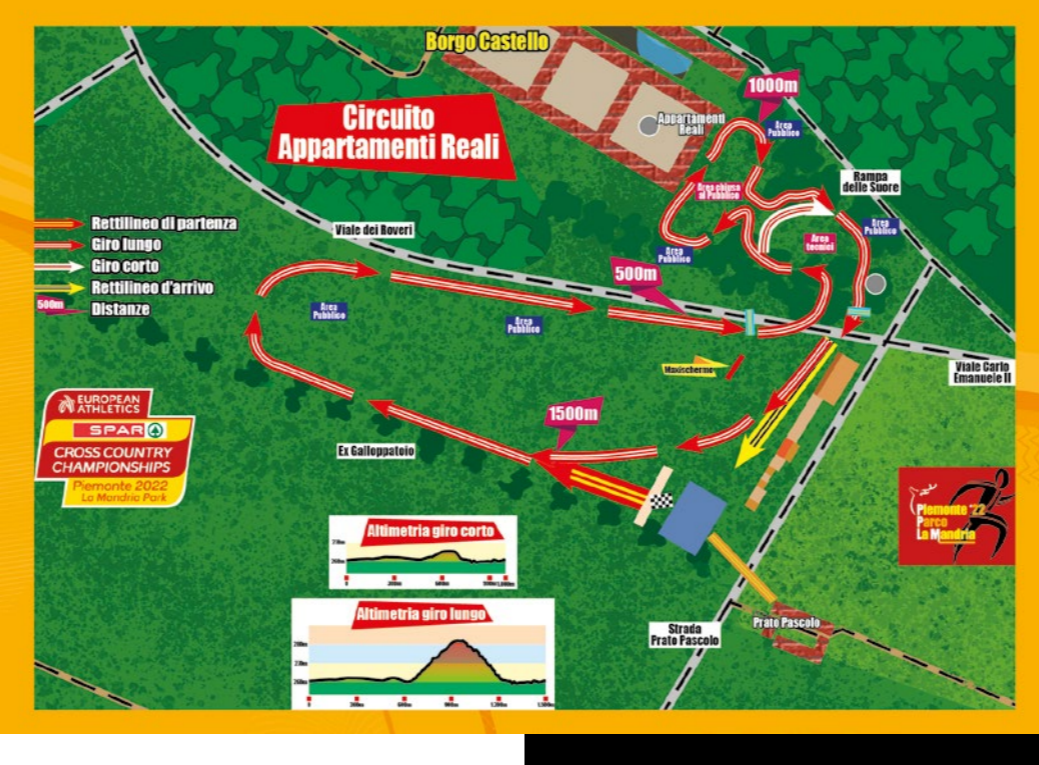 Borgo Castello
1000m
Circuito
Appartamenti Reali
Appartamenti
Reali
Area
Pubblico
Rampa
delle Suore
Area chiusa
al Pubblico
Rettilineo di partenza
Giro lungo
Giro corto
Rettilineo d'arrivo
500m
Distanze
Viale dei Roveri
Area
Pubblico
Area
tecnici
Area
Pubblico
500m
Area
Pubblico
Area
Pubblico
Maxischermo
Viale Carlo
Emanuele II
EUROPEAN
ATHLETICS
SPAR
CROSS COUNTRY
CHAMPIONSHIPS
Piemonte 2022
La Mandria Park
1500m
Ex Galoppatoio
Piemonte '22
Parco
La Mandria
Altimetria giro corto
Altimetria giro lungo
Strada
Prato Pascolo
Prato Pascolo